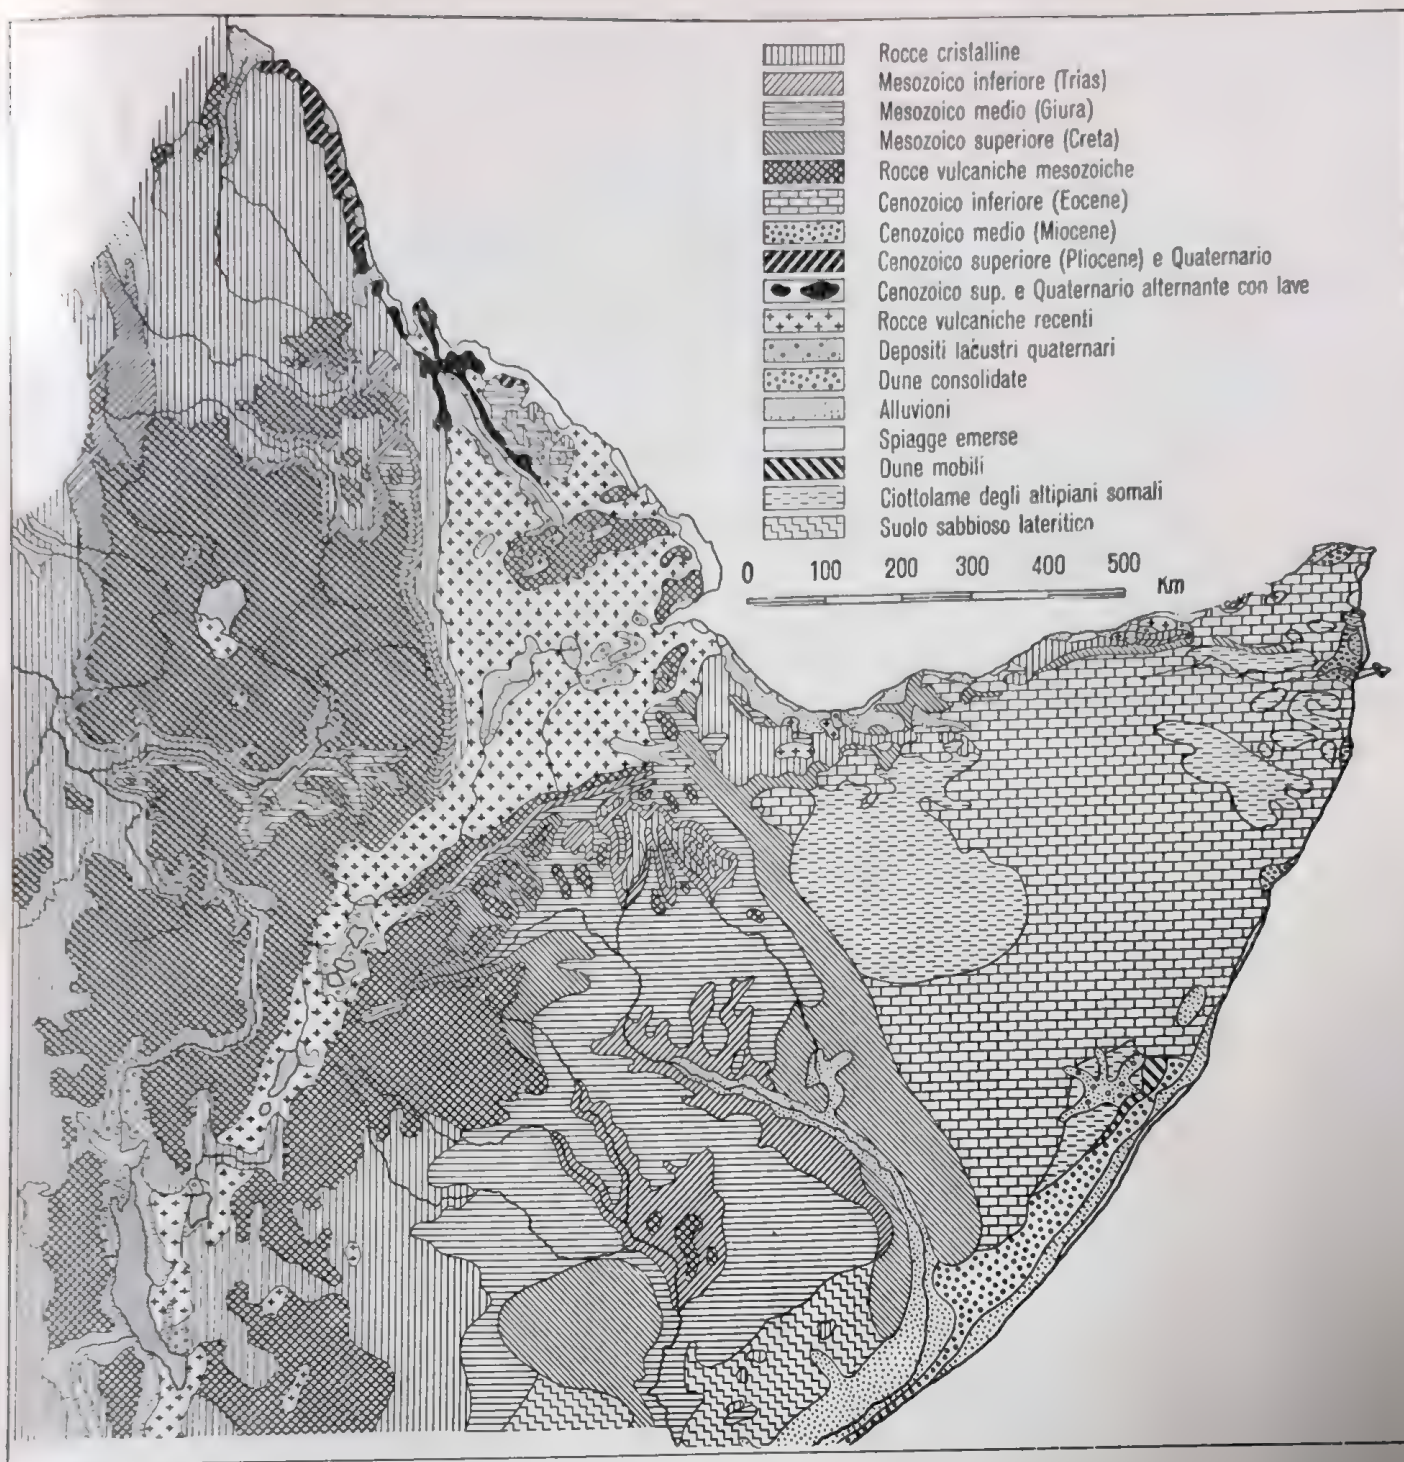 Rocce cristalline
Mesozoico inferiore (Trias)
Mesozoico medio (Giura)
Mesozoico superiore (Creta)
Rocce vulcaniche mesozoiche
Cenozoico inferiore (Eocene)
Cenozoico medio (Miocene)
Cenozoico superiore (Pliocene) e Quaternario
Cenozoico sup. e Quaternario alternante con lave
Rocce vulcaniche recenti
Depositi lacustri quaternari
Dune consolidate
Alluvioni
Spiagge emerse
Dune mobili
Ciottolame degli altipiani somali
Suolo sabbioso lateritico
0 100 200 300 400 500 Km